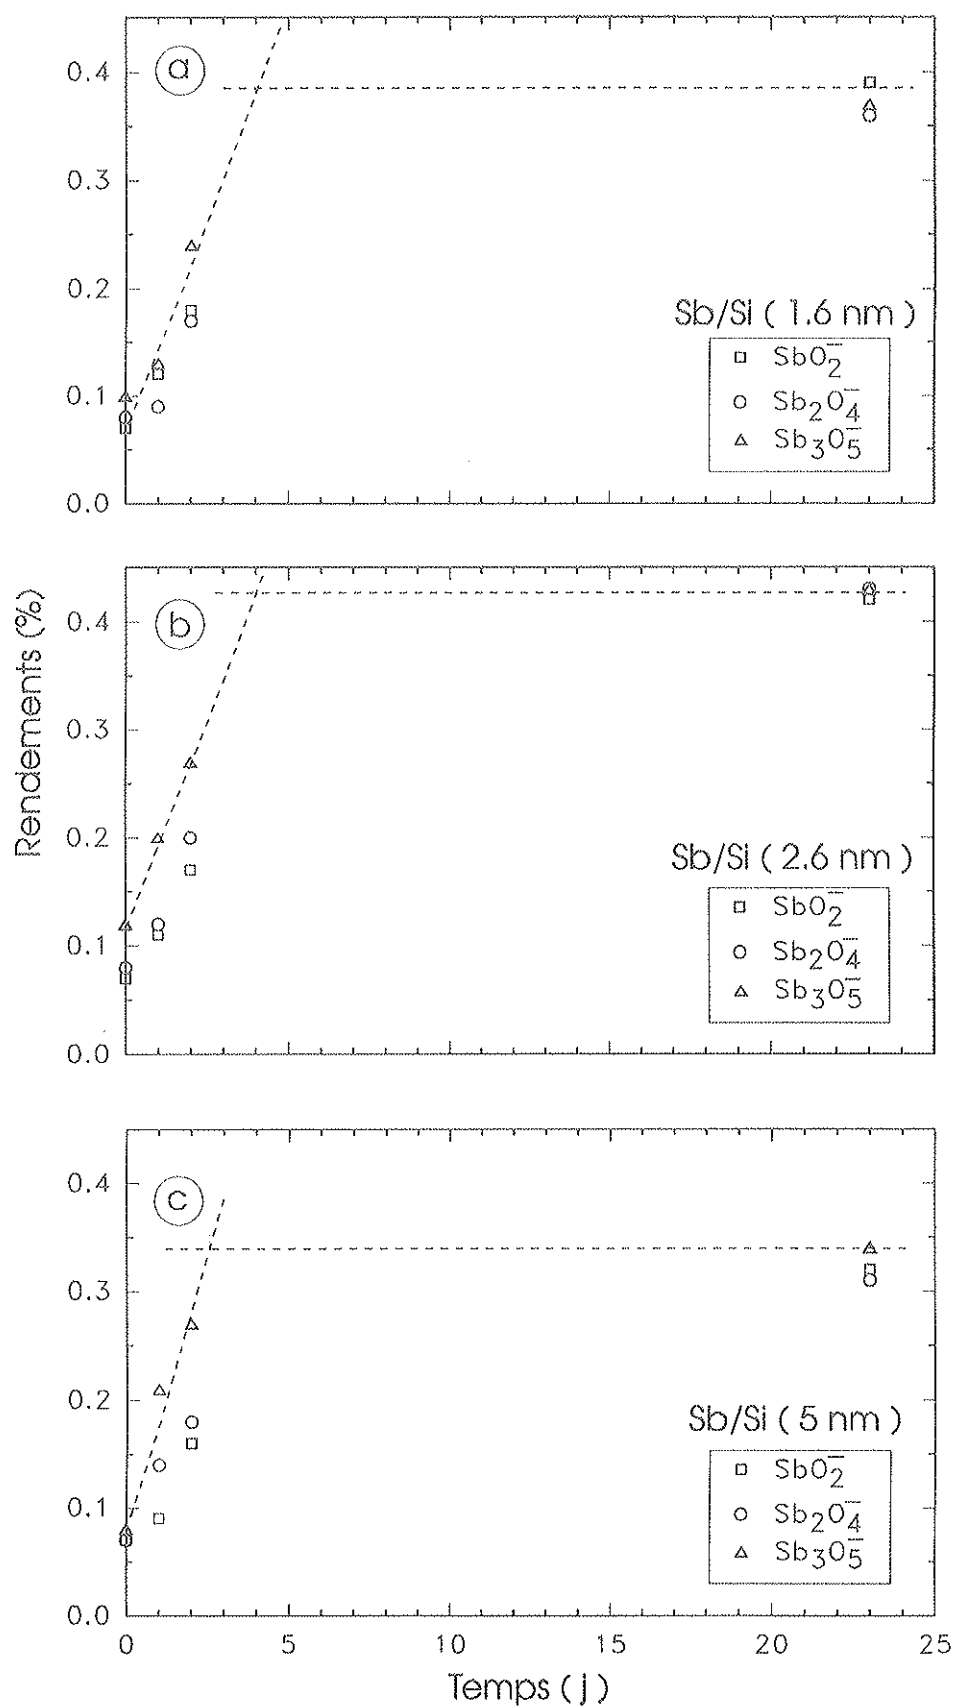 a
0.4
0.3
0.2
0.1
0.0
Sb/Si ( 1.6 nm )
SbO₂⁻
Sb₂O₄⁻
Sb₃O₅⁻
Rendements (%)
b
0.4
0.3
0.2
0.1
0.0
Sb/Si ( 2.6 nm )
SbO₂⁻
Sb₂O₄⁻
Sb₃O₅⁻
c
0.4
0.3
0.2
0.1
0.0
Sb/Si ( 5 nm )
SbO₂⁻
Sb₂O₄⁻
Sb₃O₅⁻
0 5 10 15 20 25
Temps ( j )